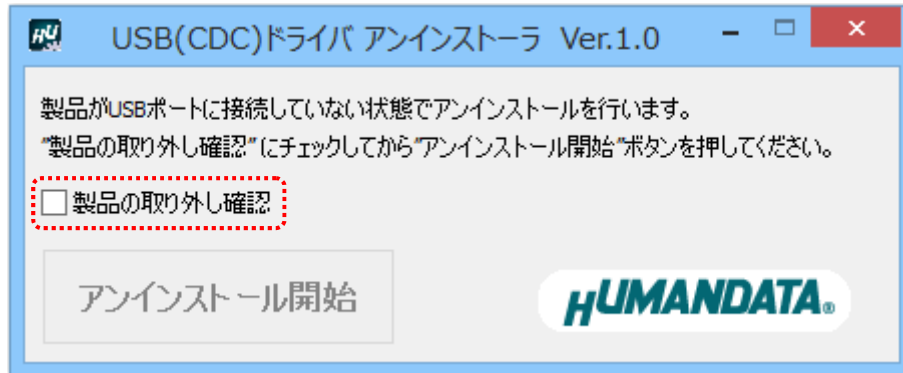 USB(CDC)ドライバ アンインストーラ Ver.1.0
製品がUSBポートに接続していない状態でアンインストールを行います。
"製品の取り外し確認"にチェックしてから"アンインストール開始"ボタンを押してください。
製品の取り外し確認
アンインストール開始
HUMANDATA®